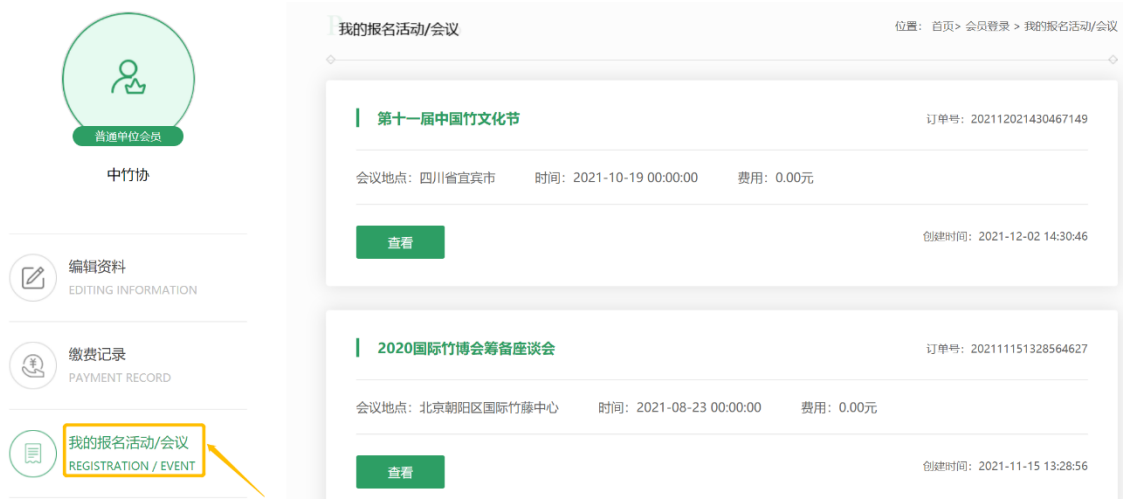 普通单位会员
中竹协
编辑资料
EDITING INFORMATION
缴费记录
PAYMENT RECORD
我的报名活动/会议
REGISTRATION / EVENT
我的报名活动/会议
位置： 首页> 会员登录 > 我的报名活动/会议
第十一届中国竹文化节
订单号：202112021430467149
会议地点：四川省宜宾市 时间：2021-10-19 00:00:00 费用：0.00元
查看
创建时间：2021-12-02 14:30:46
2020国际竹博会筹备座谈会
订单号：202111151328564627
会议地点：北京朝阳区国际竹藤中心 时间：2021-08-23 00:00:00 费用：0.00元
查看
创建时间：2021-11-15 13:28:56